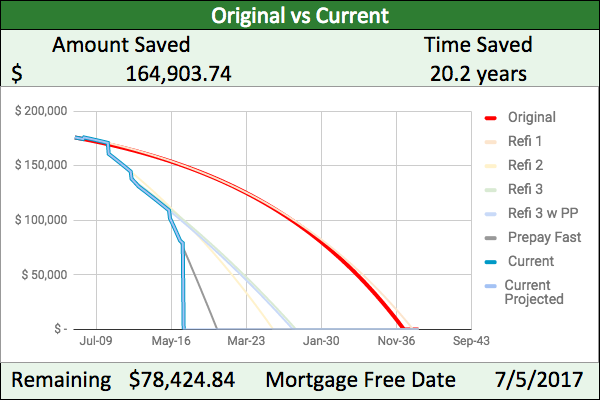 Original vs Current
Amount Saved Time Saved
$ 164,903.74 20.2 years
$ 200,000
$ 150,000
$ 100,000
$ 50,000
$ -
Jul-09 May-16 Mar-23 Jan-30 Nov-36 Sep-43
Original
Refi 1
Refi 2
Refi 3
Refi 3 w PP
Prepay Fast
Current
Current
Projected
Remaining $78,424.84 Mortgage Free Date 7/5/2017